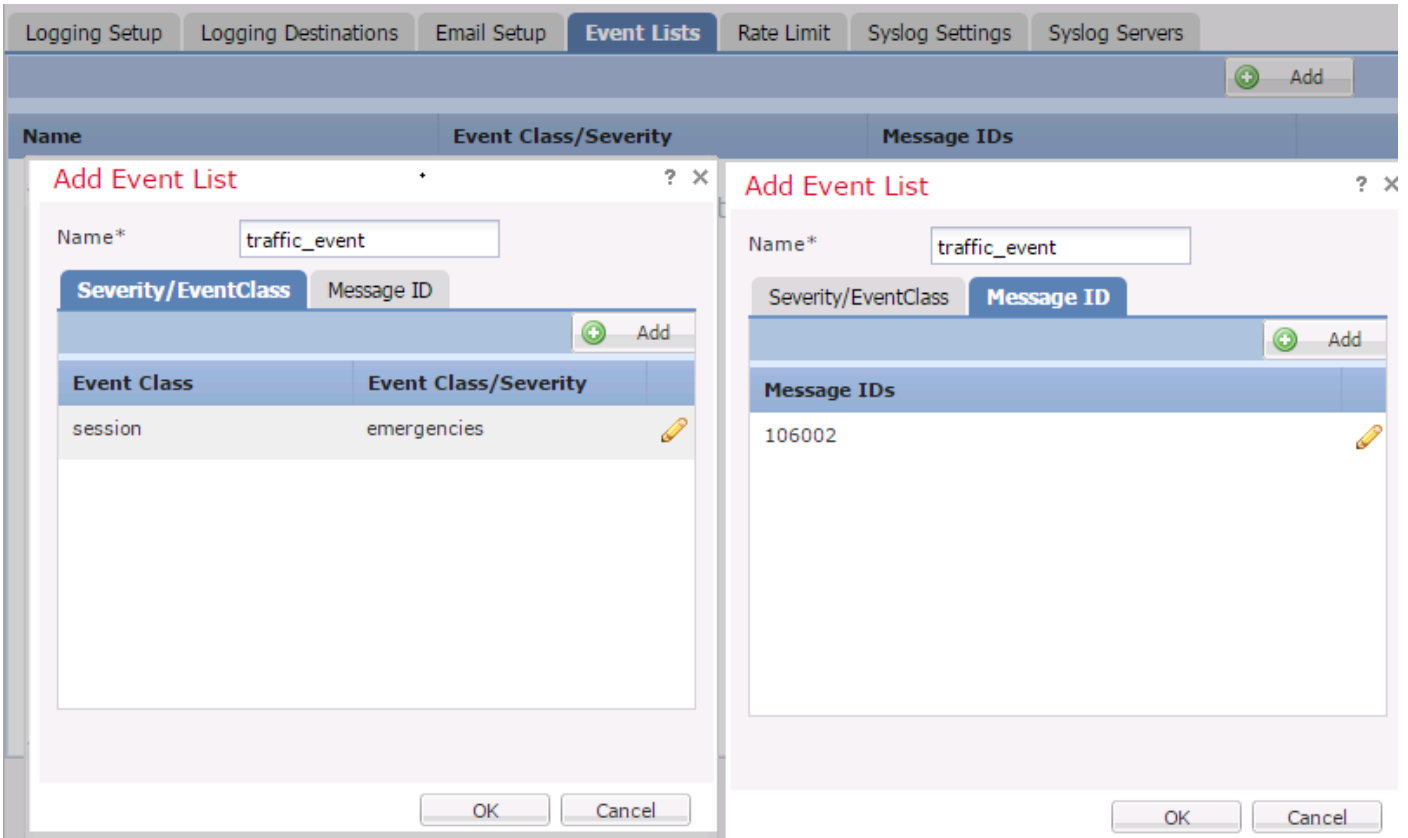 Logging Setup Logging Destinations Email Setup Event Lists Rate Limit Syslog Settings Syslog Servers
Add
Name Event Class/Severity Message IDs
Add Event List ? ×
Name* traffic_event
Severity/EventClass Message ID
Add
Event Class Event Class/Severity
session emergencies
OK Cancel
Add Event List ? ×
Name* traffic_event
Severity/EventClass Message ID
Add
Message IDs
106002
OK Cancel